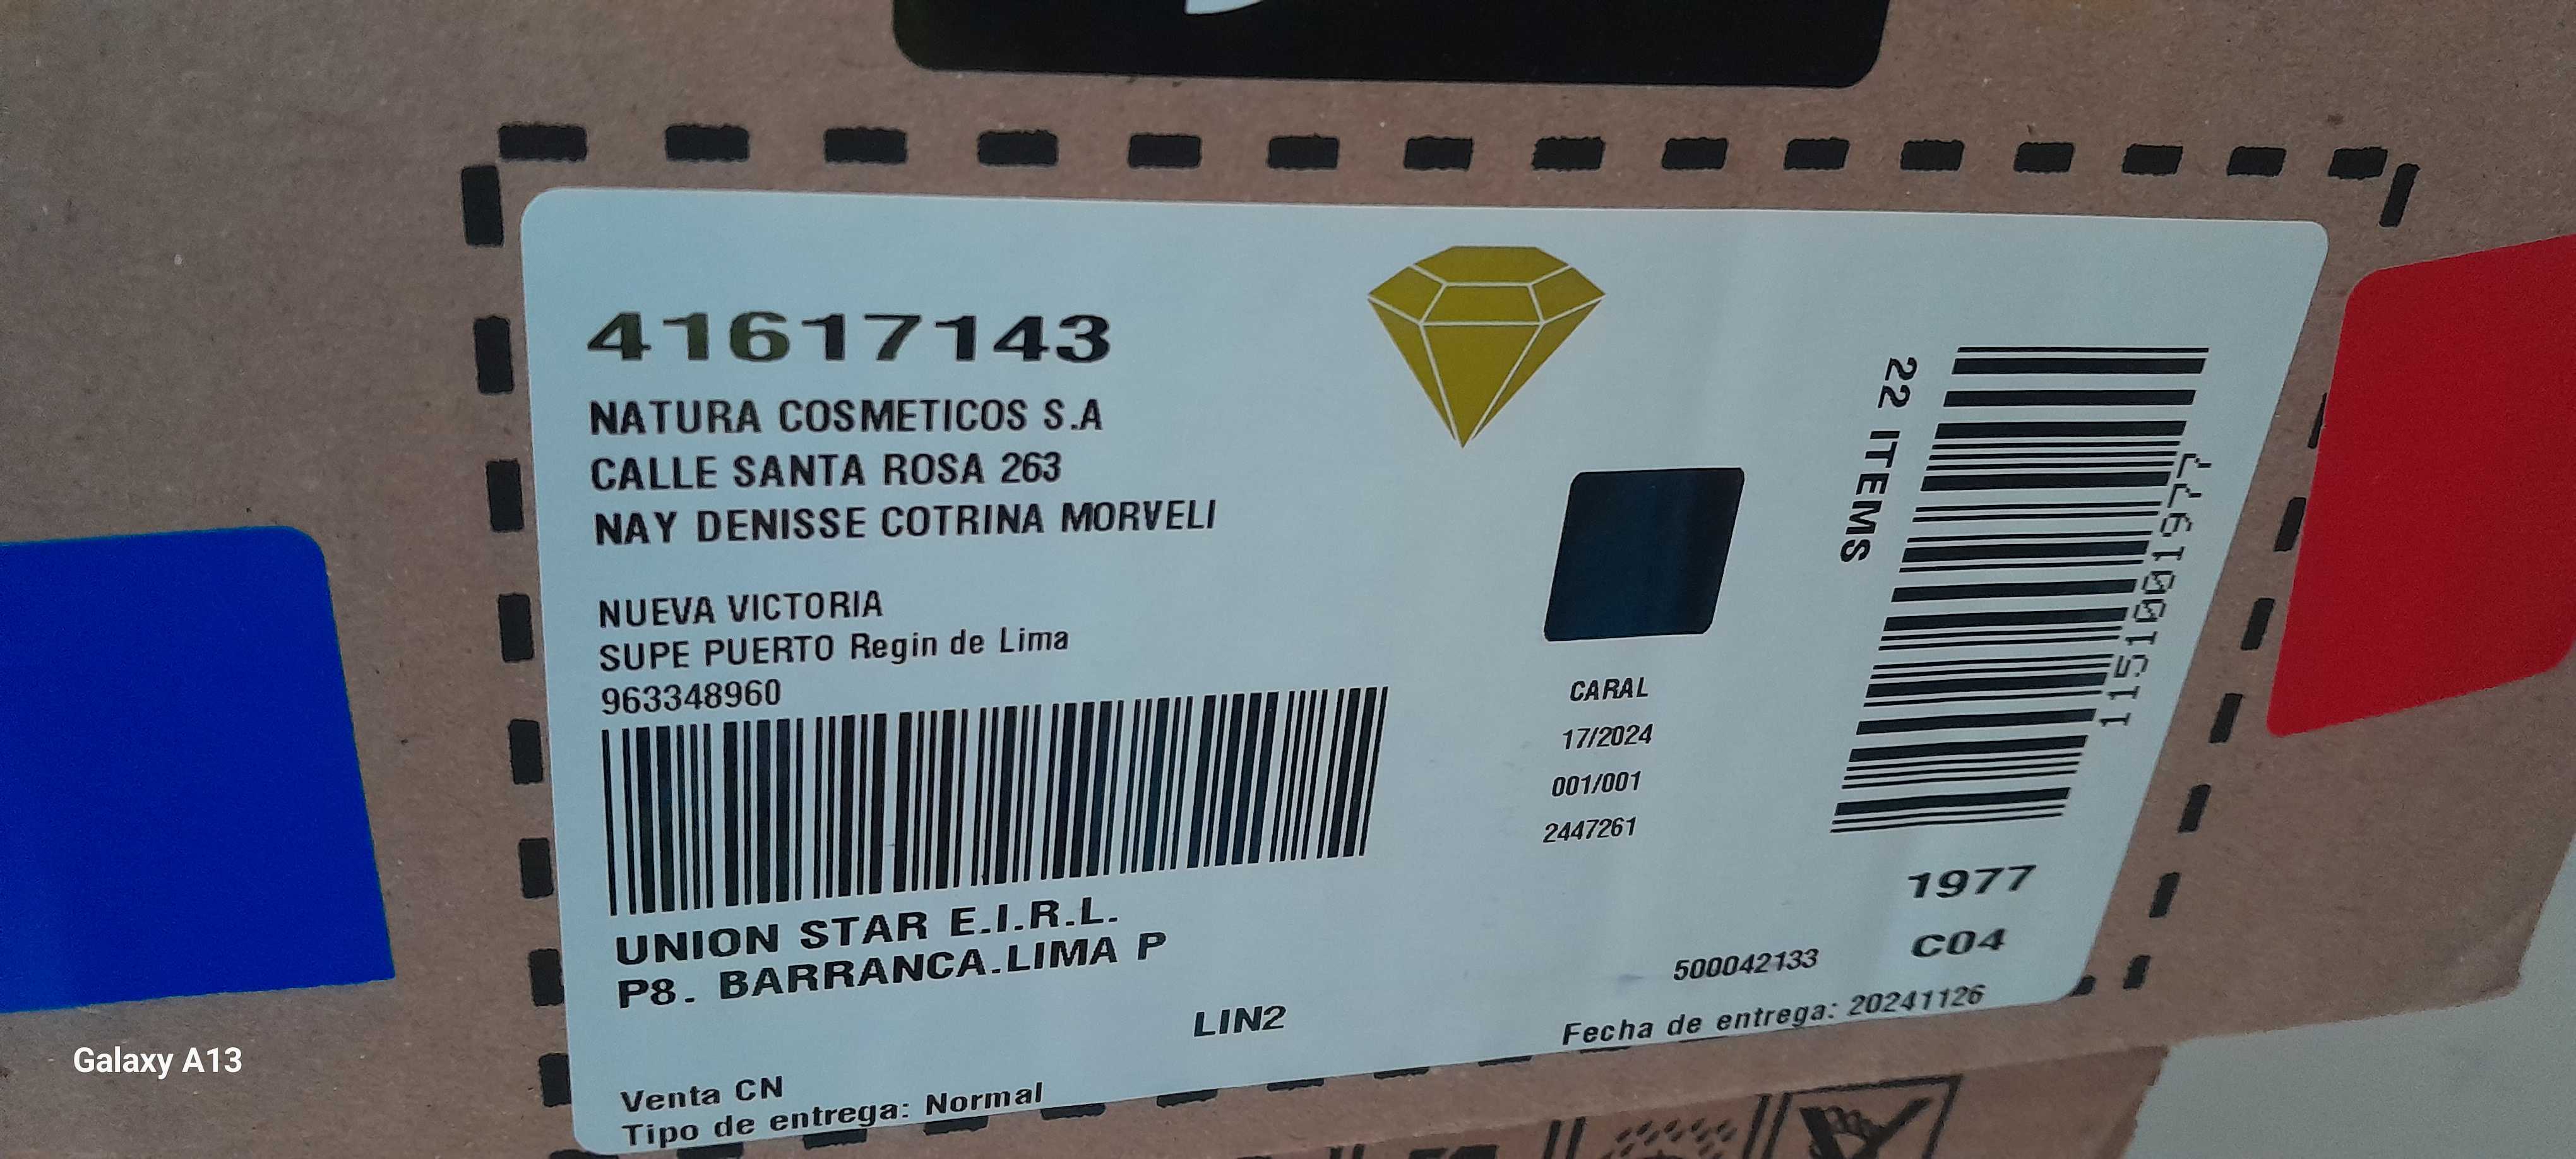 41617143
NATURA COSMETICOS S.A
CALLE SANTA ROSA 263
NAY DENISSE COTRINA MORVELI
NUEVA VICTORIA
SUPE PUERTO Regin de Lima
963348960
UNION STAR E.I.R.L.
P8. BARRANCA.LIMA P
LIN2
Venta CN
Tipo de entrega: Normal
CARAL
17/2024
001/001
2447261
22 ITEMS
1977
C04
500042133
Fecha de entrega: 20241126
Galaxy A13